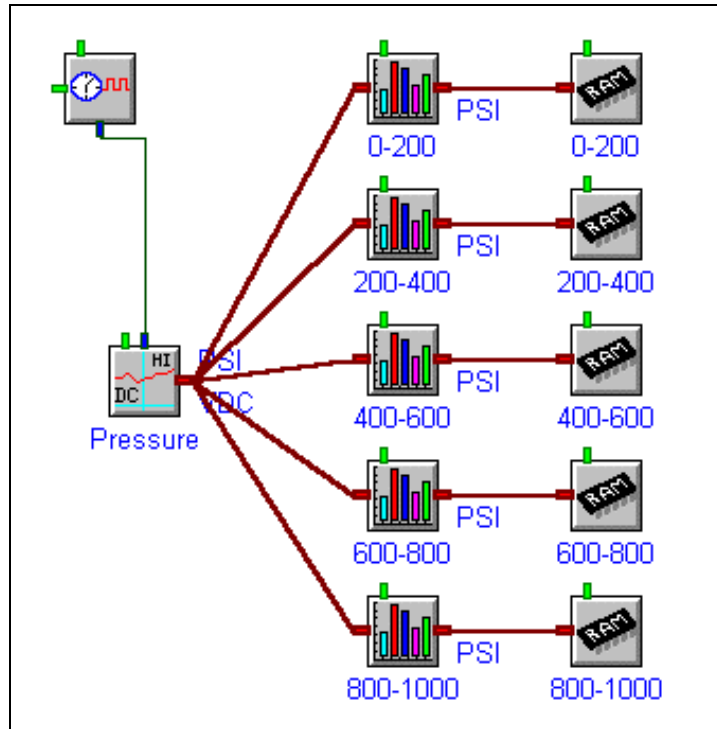 RAM
PSI
0-200
0-200
RAM
PSI
200-400
200-400
HI
DC
PSI
VDC
Pressure
RAM
PSI
400-600
400-600
RAM
PSI
600-800
600-800
RAM
PSI
800-1000
800-1000